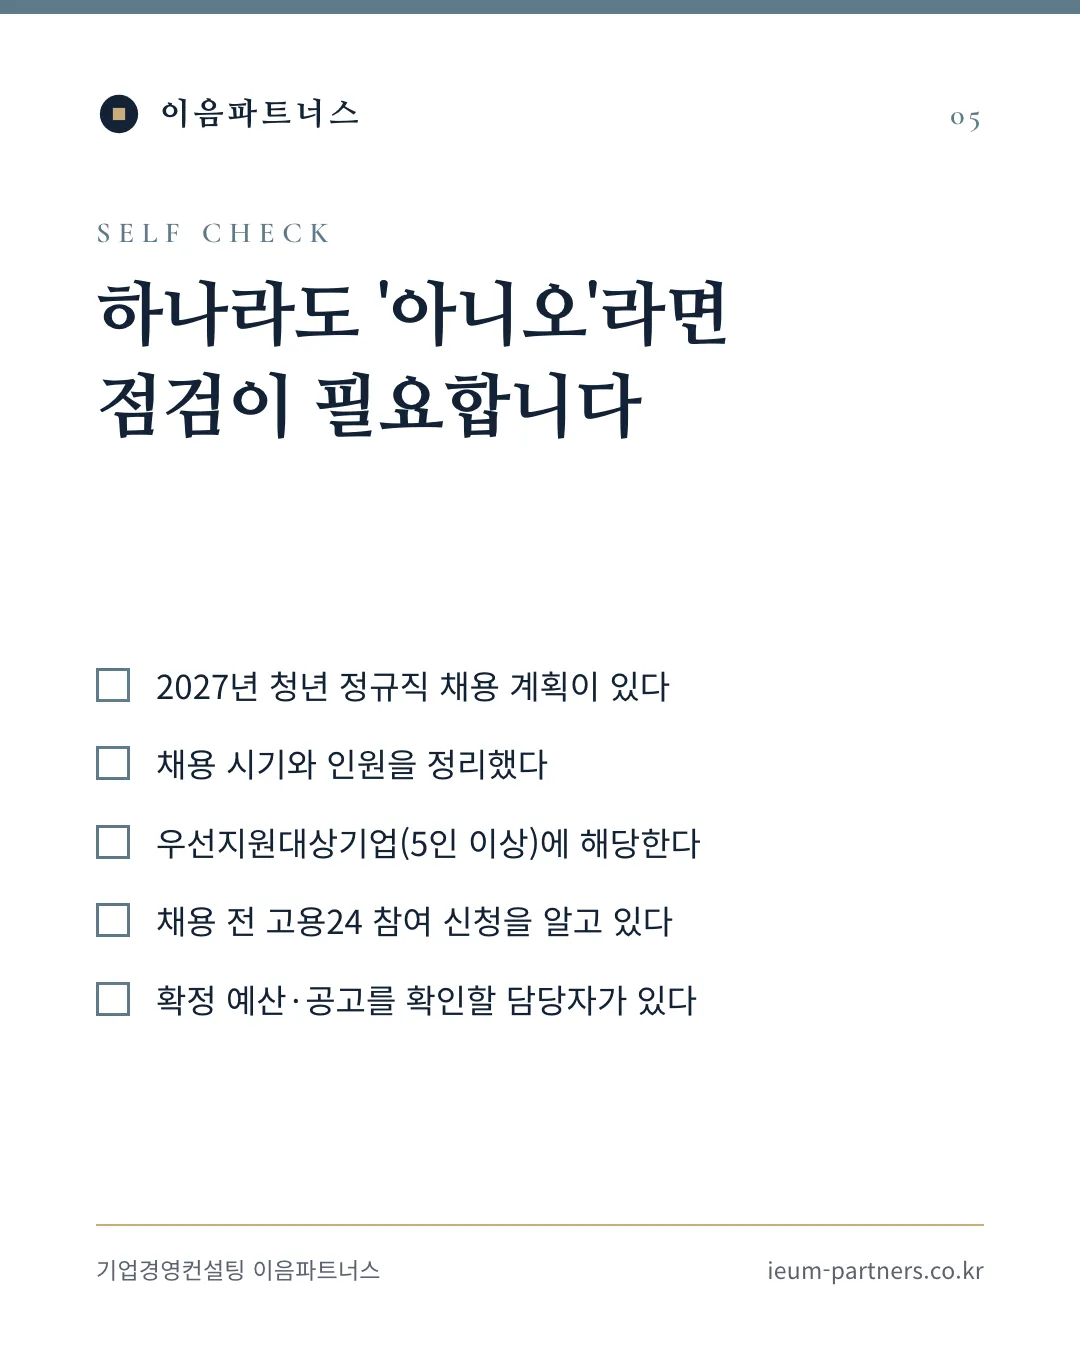 이음파트너스
05
SELF CHECK
하나라도 '아니오'라면
점검이 필요합니다
2027년 청년 정규직 채용 계획이 있다
채용 시기와 인원을 정리했다
우선지원대상기업(5인 이상)에 해당한다
채용 전 고용24 참여 신청을 알고 있다
확정 예산·공고를 확인할 담당자가 있다
기업경영컨설팅 이음파트너스
ieum-partners.co.kr